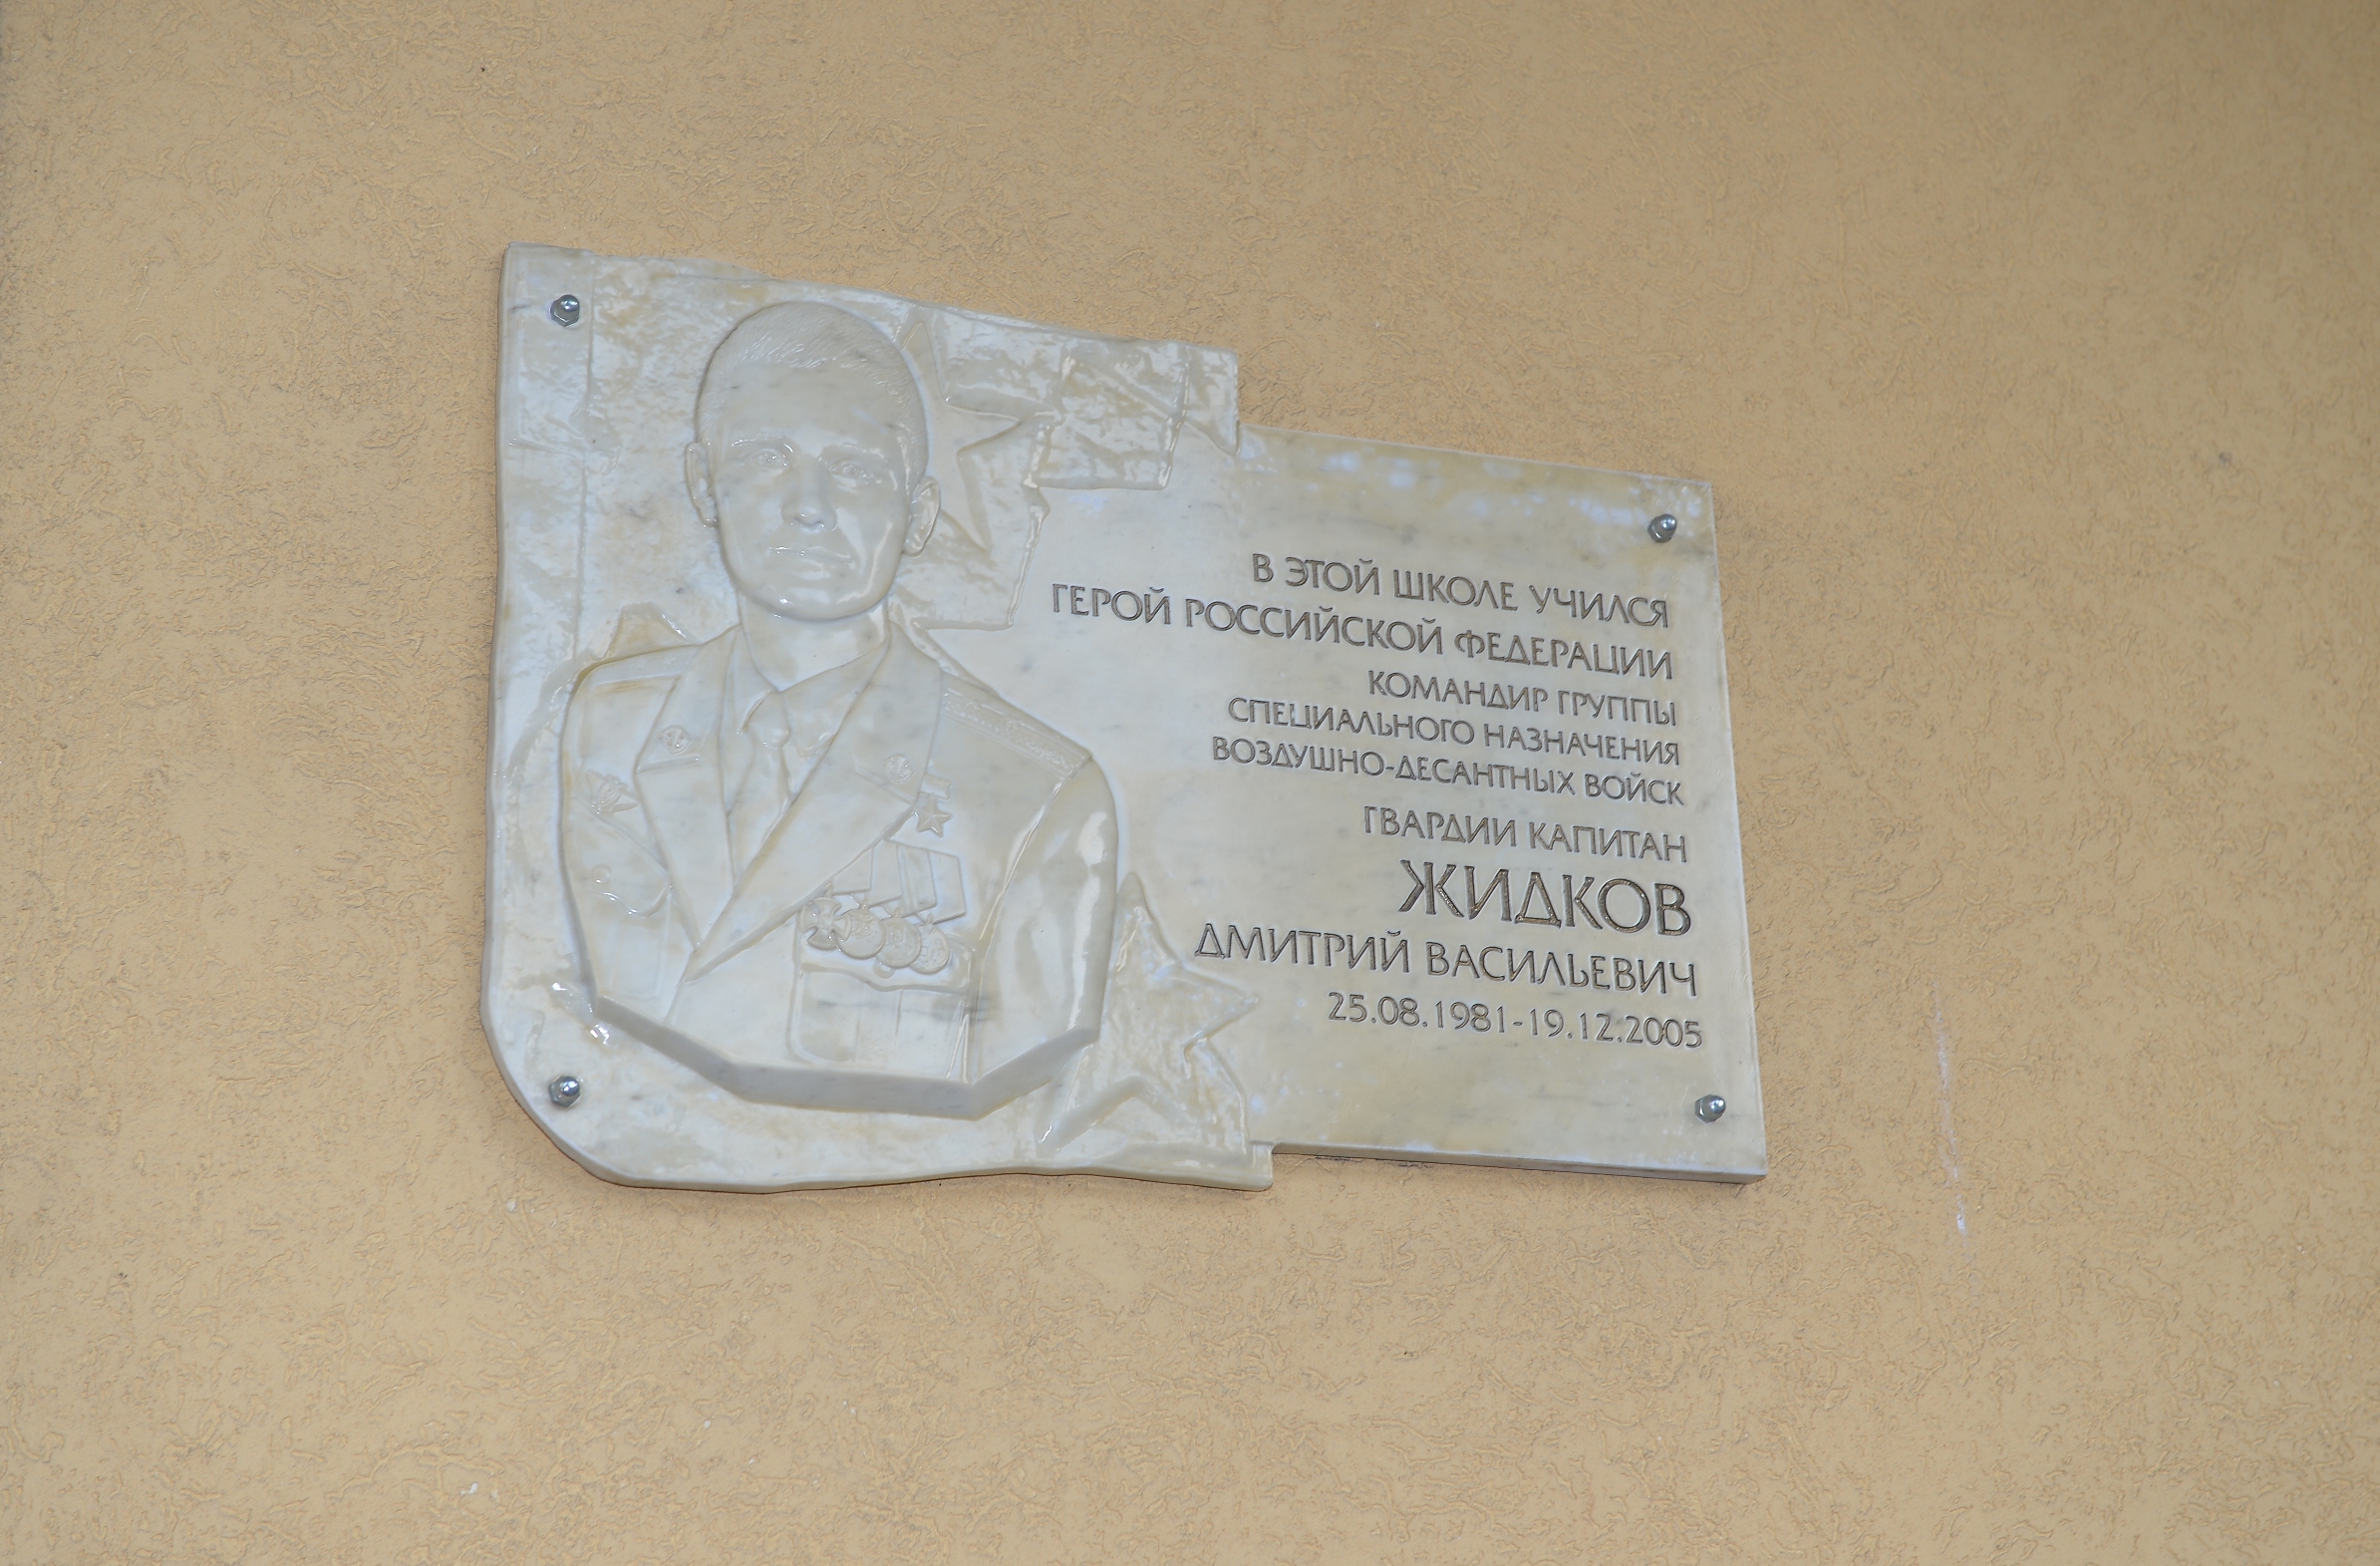 В ЭТОЙ ШКОЛЕ УЧИЛСЯ
ГЕРОЙ РОССИЙСКОЙ ФЕДЕРАЦИИ
КОМАНДИР ГРУППЫ
СПЕЦИАЛЬНОГО НАЗНАЧЕНИЯ
ВОЗДУШНО-ДЕСАНТНЫХ ВОЙСК
ГВАРДИИ КАПИТАН
ЖИДКОВ
ДМИТРИЙ ВАСИЛЬЕВИЧ
25.08.1981-19.12.2005